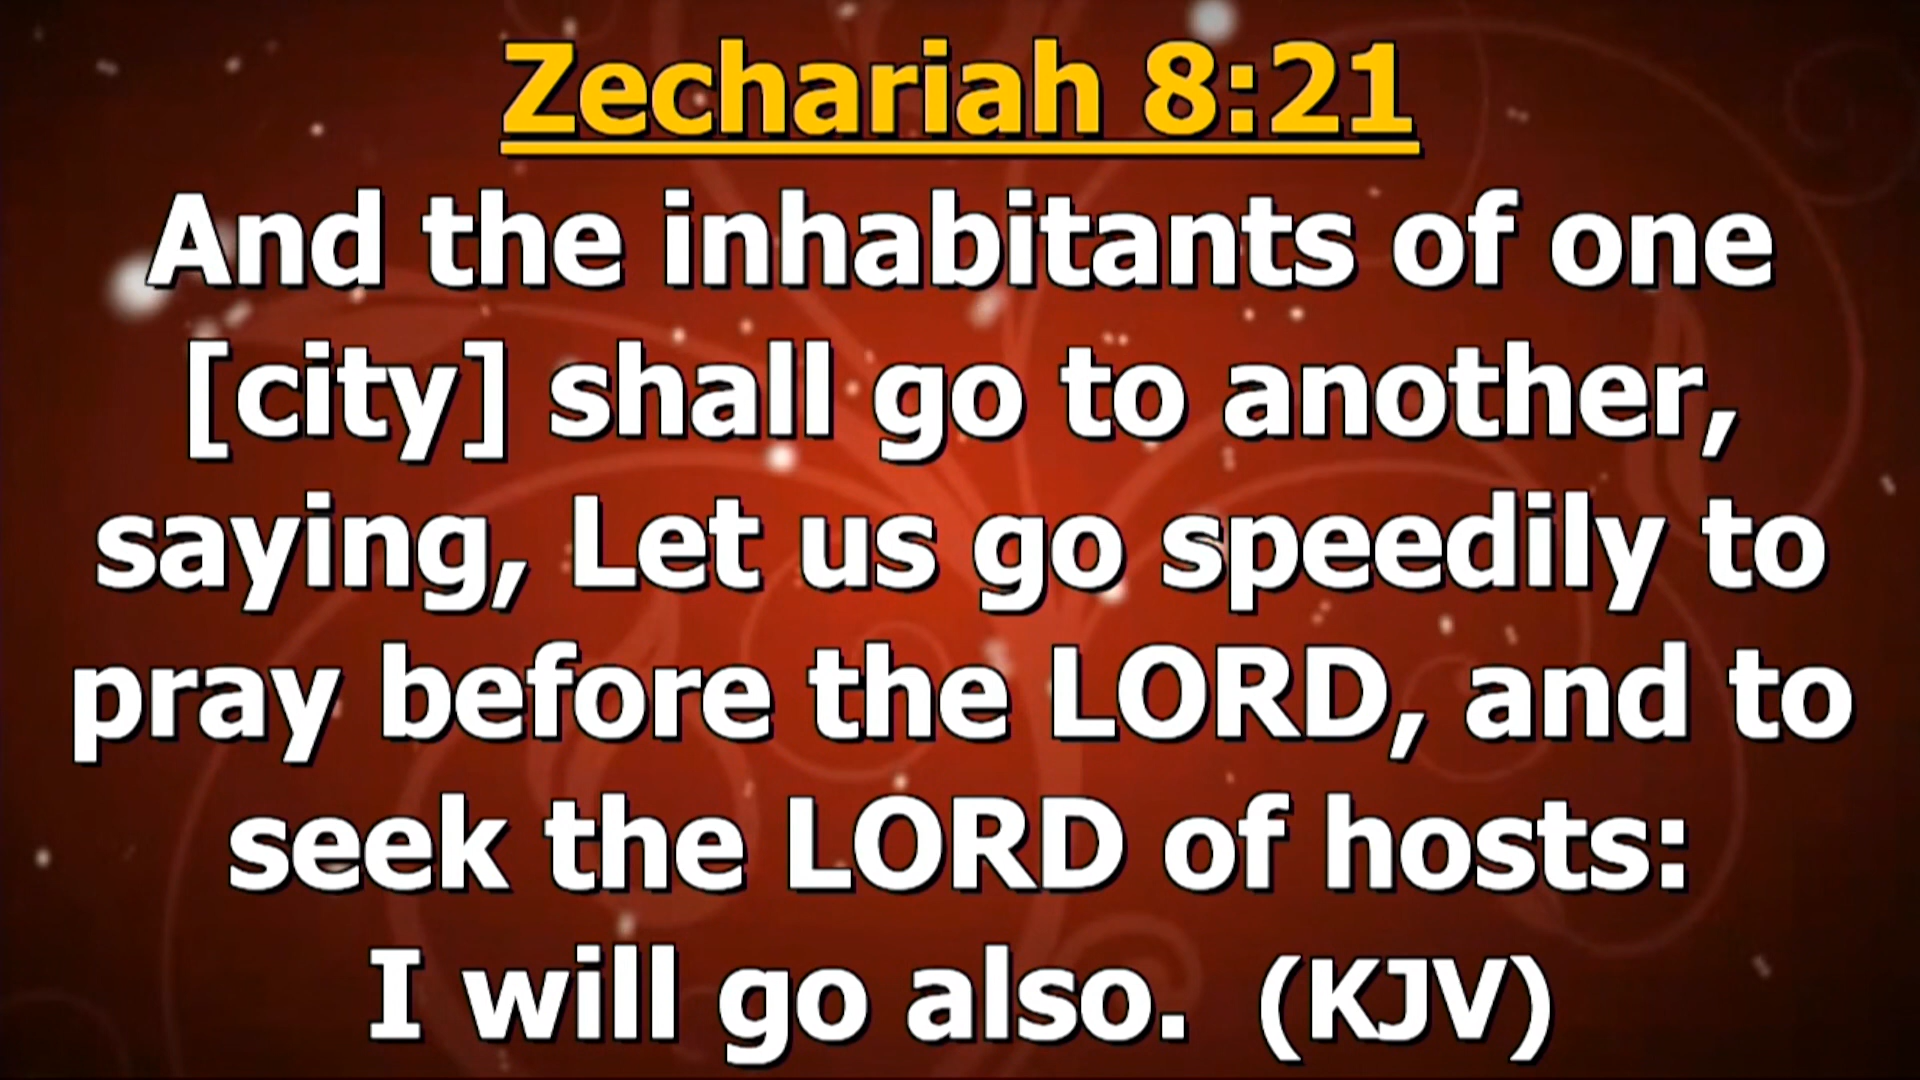 Zechariah 8:21
And the inhabitants of one
[city] shall go to another,
saying, Let us go speedily to
pray before the LORD, and to
seek the LORD of hosts:
I will go also.  (KJV)